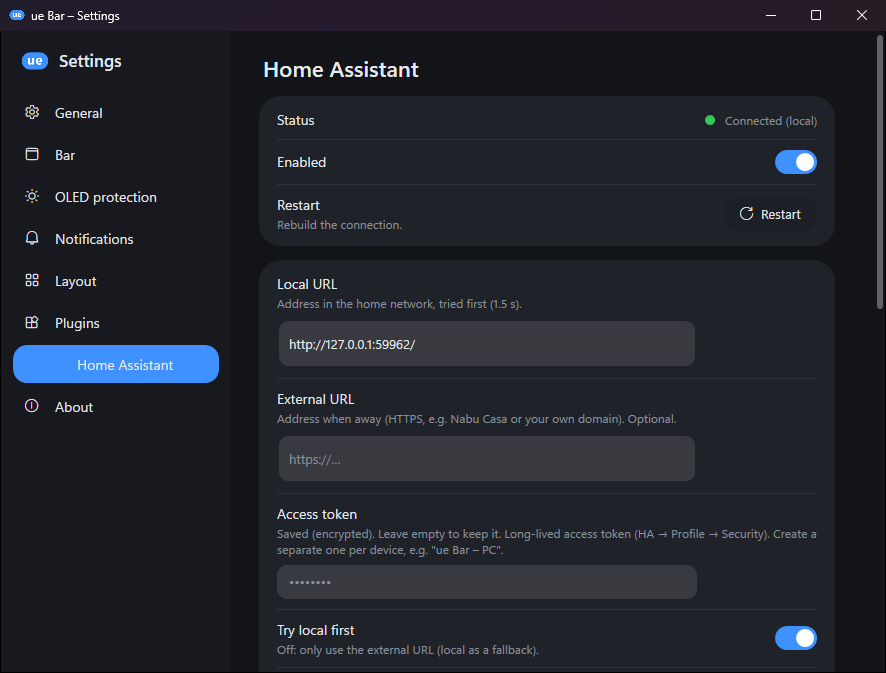 ue ue Bar – Settings
ue Settings
General
Bar
OLED protection
Notifications
Layout
Plugins
Home Assistant
About
Home Assistant
Status
Connected (local)
Enabled
Restart
Rebuild the connection.
Restart
Local URL
Address in the home network, tried first (1.5 s).
http://127.0.0.1:59962/
External URL
Address when away (HTTPS, e.g. Nabu Casa or your own domain). Optional.
https://...
Access token
Saved (encrypted). Leave empty to keep it. Long-lived access token (HA → Profile → Security). Create a
separate one per device, e.g. "ue Bar – PC".
••••••••
Try local first
Off: only use the external URL (local as a fallback).